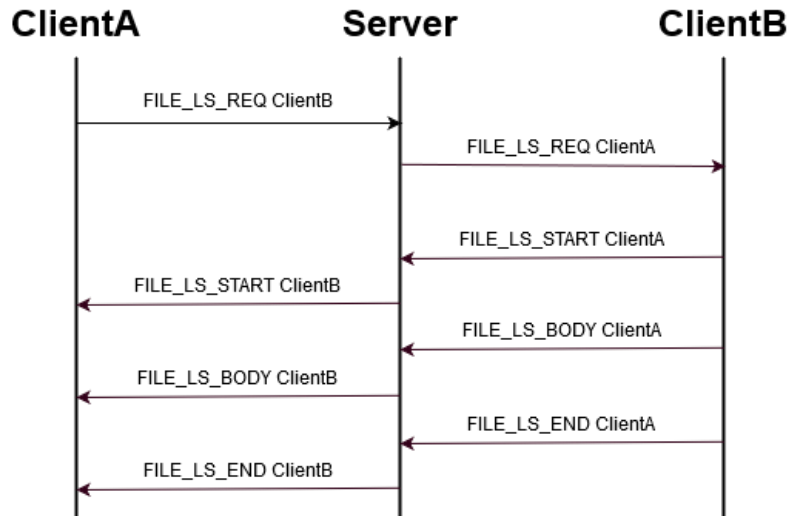 ClientA Server ClientB
FILE_LS_REQ ClientB
FILE_LS_REQ ClientA
FILE_LS_START ClientA
FILE_LS_START ClientB
FILE_LS_BODY ClientA
FILE_LS_BODY ClientB
FILE_LS_END ClientA
FILE_LS_END ClientB